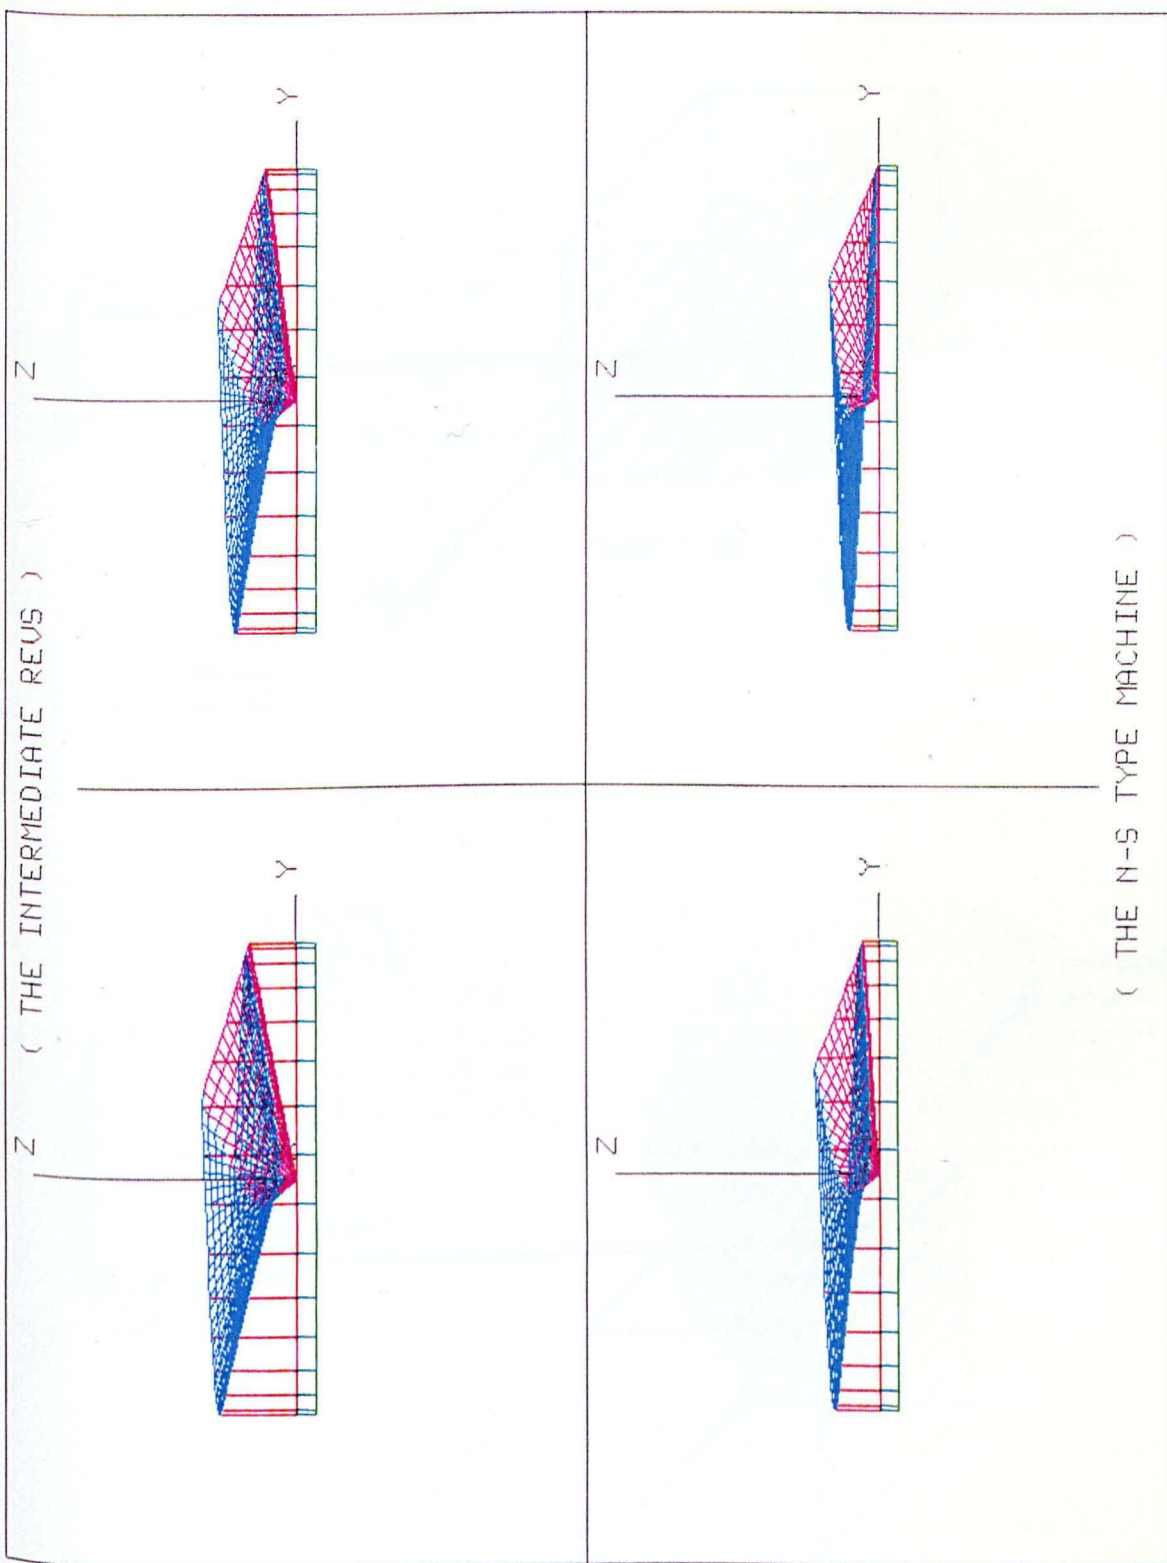 ( THE INTERMEDIATE REVS )
Z
Y
Z
Y
Z
Y
Z
Y
( THE N-S TYPE MACHINE )